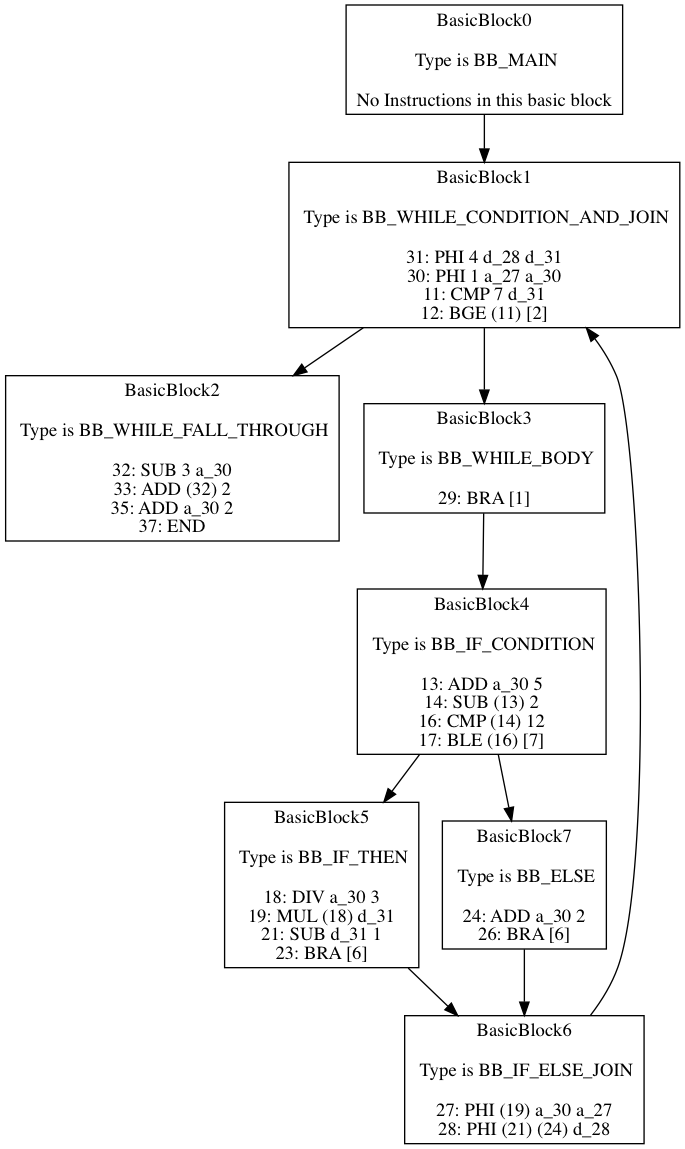 BasicBlock0
Type is BB_MAIN
No Instructions in this basic block
BasicBlock1
Type is BB_WHILE_CONDITION_AND_JOIN
31: PHI 4 d_28 d_31
30: PHI 1 a_27 a_30
11: CMP 7 d_31
12: BGE (11) [2]
BasicBlock2
Type is BB_WHILE_FALL_THROUGH
32: SUB 3 a_30
33: ADD (32) 2
35: ADD a_30 2
37: END
BasicBlock3
Type is BB_WHILE_BODY
29: BRA [1]
BasicBlock4
Type is BB_IF_CONDITION
13: ADD a_30 5
14: SUB (13) 2
16: CMP (14) 12
17: BLE (16) [7]
BasicBlock5
Type is BB_IF_THEN
18: DIV a_30 3
19: MUL (18) d_31
21: SUB d_31 1
23: BRA [6]
BasicBlock7
Type is BB_ELSE
24: ADD a_30 2
26: BRA [6]
BasicBlock6
Type is BB_IF_ELSE_JOIN
27: PHI (19) a_30 a_27
28: PHI (21) (24) d_28